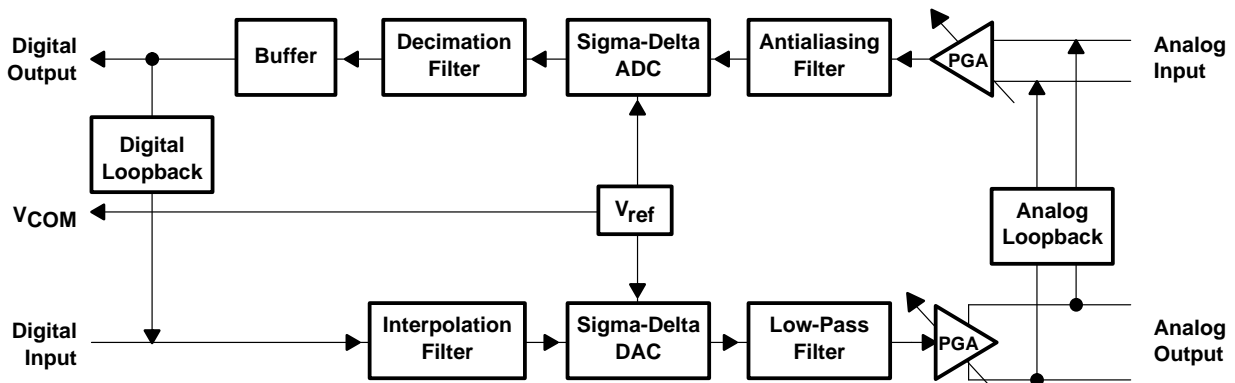 Digital
Output
Buffer
Decimation
Filter
Sigma-Delta
ADC
Antialiasing
Filter
PGA
Analog
Input
Digital
Loopback
VCOM
Vref
Analog
Loopback
Digital
Input
Interpolation
Filter
Sigma-Delta
DAC
Low-Pass
Filter
PGA
Analog
Output